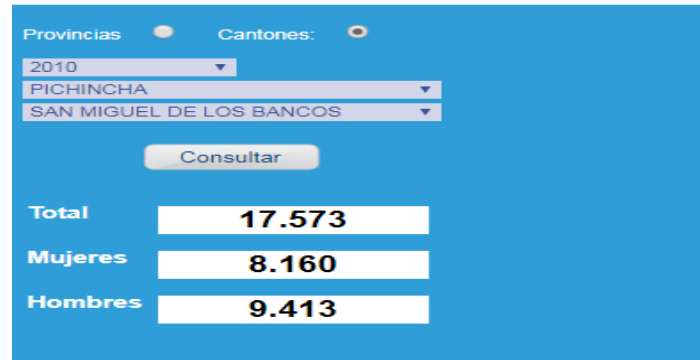 Provincias Cantones:
2010
PICHINCHA
SAN MIGUEL DE LOS BANCOS
Consultar
Total 17.573
Mujeres 8.160
Hombres 9.413